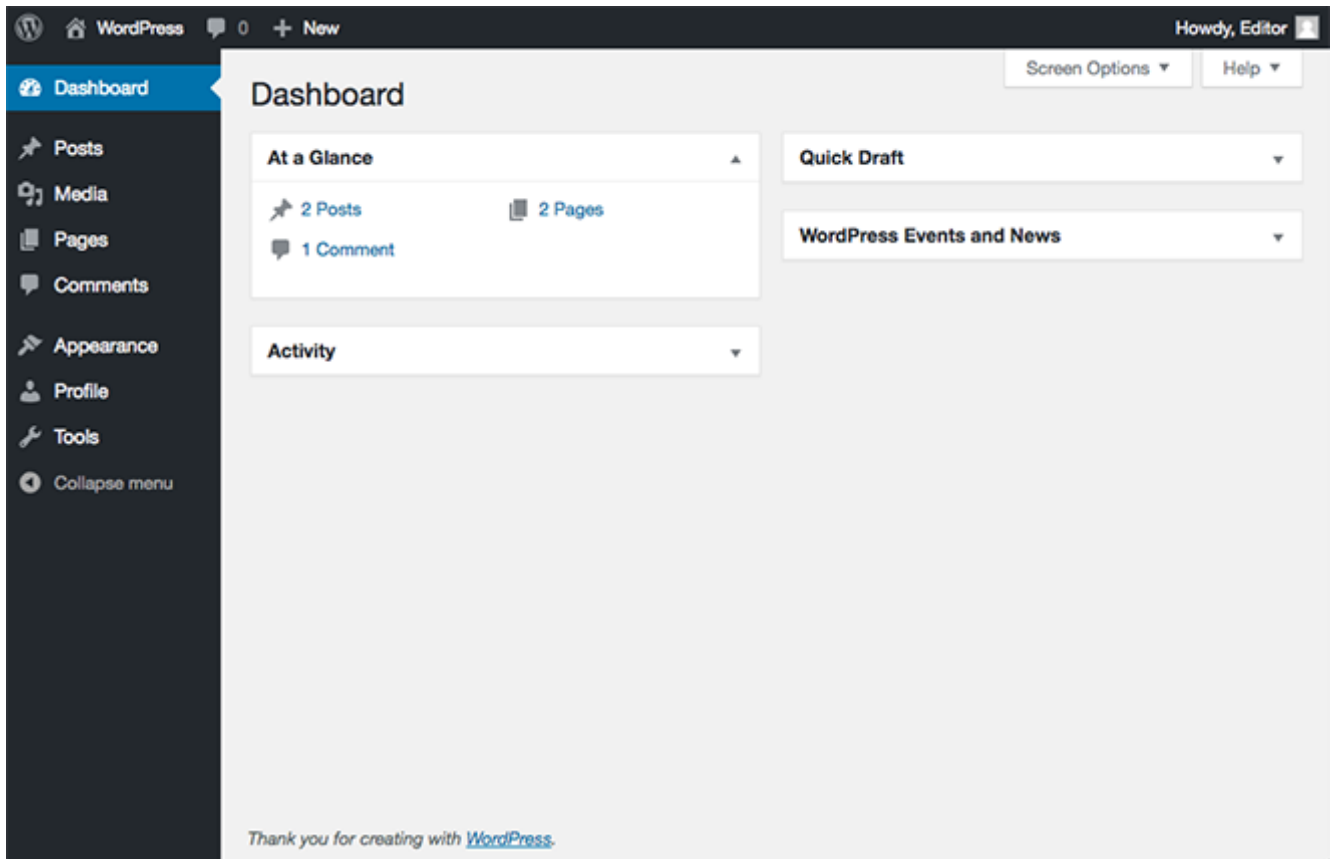 WordPress 0 New Howdy, Editor
Dashboard
Posts
Media
Pages
Comments
Appearance
Profile
Tools
Collapse menu
Screen Options Help
Dashboard
At a Glance
2 Posts 2 Pages
1 Comment
Activity
Quick Draft
WordPress Events and News
Thank you for creating with WordPress.